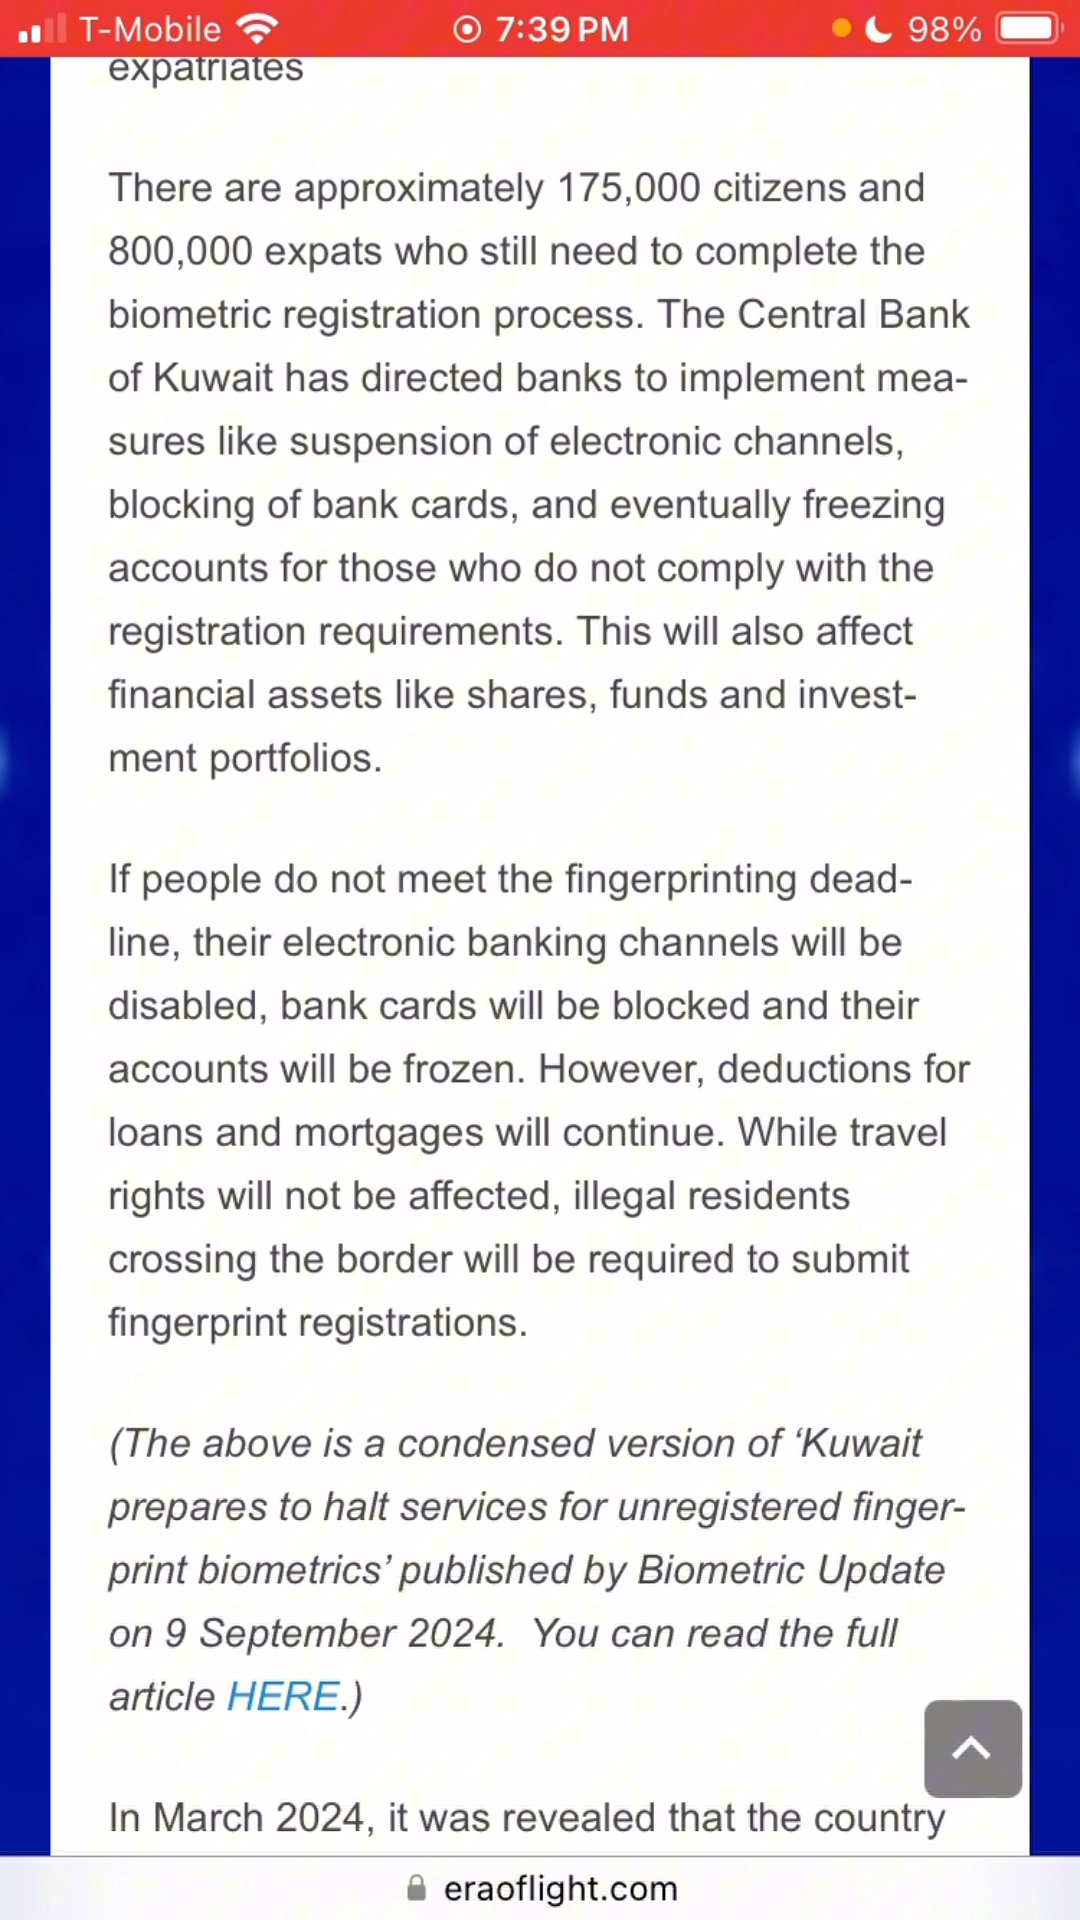 T-Mobile 7:39 PM 98%
expatriates
There are approximately 175,000 citizens and
800,000 expats who still need to complete the
biometric registration process. The Central Bank
of Kuwait has directed banks to implement mea-
sures like suspension of electronic channels,
blocking of bank cards, and eventually freezing
accounts for those who do not comply with the
registration requirements. This will also affect
financial assets like shares, funds and invest-
ment portfolios.
If people do not meet the fingerprinting dead-
line, their electronic banking channels will be
disabled, bank cards will be blocked and their
accounts will be frozen. However, deductions for
loans and mortgages will continue. While travel
rights will not be affected, illegal residents
crossing the border will be required to submit
fingerprint registrations.
(The above is a condensed version of ‘Kuwait
prepares to halt services for unregistered finger-
print biometrics’ published by Biometric Update
on 9 September 2024.  You can read the full
article HERE.)
In March 2024, it was revealed that the country
eraoflight.com